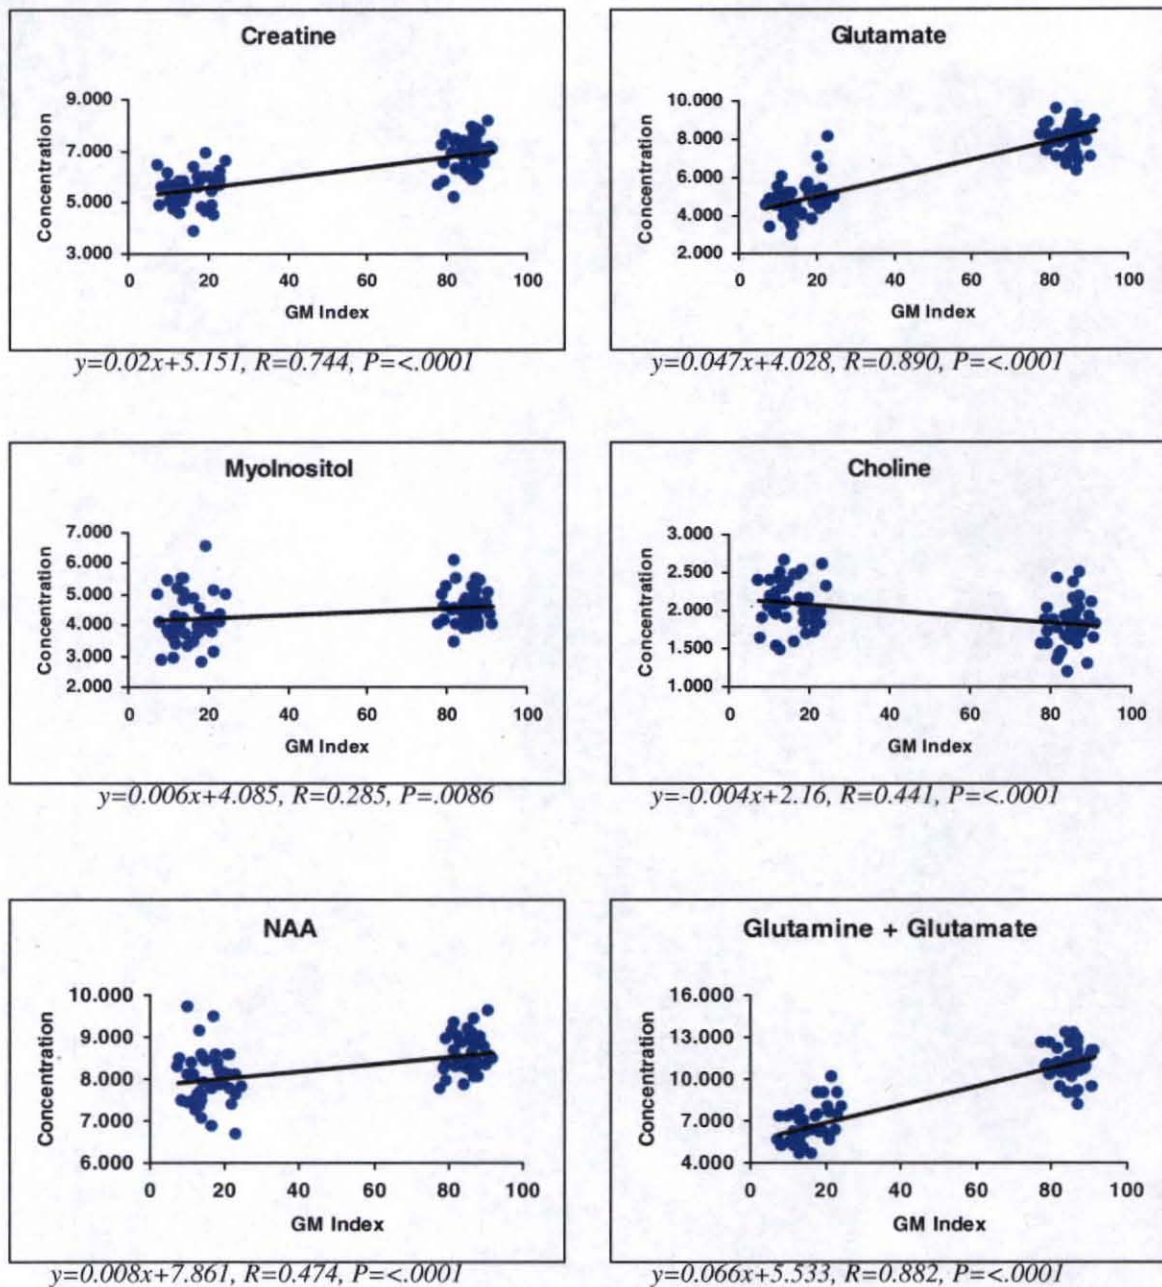 Creatine
9.000
7.000
5.000
3.000
Concentration
0 20 40 60 80 100
GM Index
y=0.02x+5.151, R=0.744, P=<.0001
Glutamate
10.000
8.000
6.000
4.000
2.000
Concentration
0 20 40 60 80 100
GM Index
y=0.047x+4.028, R=0.890, P=<.0001
MyoInositol
7.000
6.000
5.000
4.000
3.000
2.000
Concentration
0 20 40 60 80 100
GM Index
y=0.006x+4.085, R=0.285, P=.0086
Choline
3.000
2.500
2.000
1.500
1.000
Concentration
0 20 40 60 80 100
GM Index
y=-0.004x+2.16, R=0.441, P=<.0001
NAA
10.000
9.000
8.000
7.000
6.000
Concentration
0 20 40 60 80 100
GM Index
y=0.008x+7.861, R=0.474, P=<.0001
Glutamine + Glutamate
16.000
13.000
10.000
7.000
4.000
Concentration
0 20 40 60 80 100
GM Index
y=0.066x+5.533, R=0.882, P=<.0001